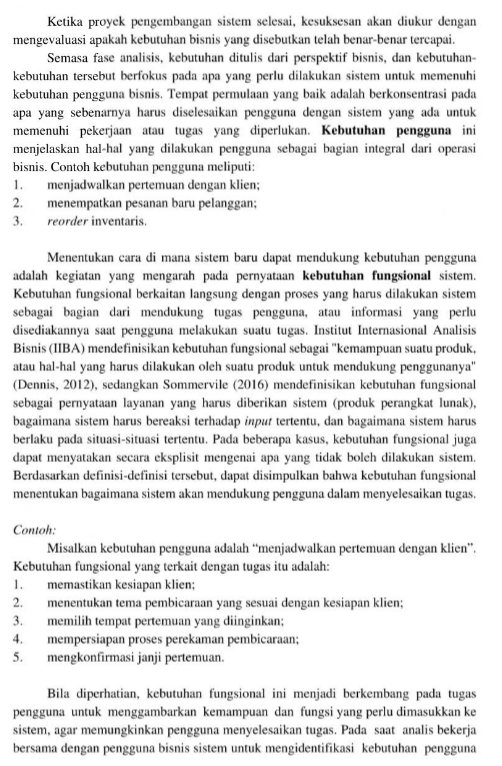 Ketika proyek pengembangan sistem selesai, kesuksesan akan diukur dengan
mengevaluasi apakah kebutuhan bisnis yang disebutkan telah benar-benar tercapai.
Semasa fase analisis, kebutuhan ditulis dari perspektif bisnis, dan kebutuhan-
kebutuhan tersebut berfokus pada apa yang perlu dilakukan sistem untuk memenuhi
kebutuhan pengguna bisnis. Tempat permulaan yang baik adalah berkonsentrasi pada
apa yang sebenarnya harus diselesaikan pengguna dengan sistem yang ada untuk
memenuhi pekerjaan atau tugas yang diperlukan. Kebutuhan pengguna ini
menjelaskan hal-hal yang dilakukan pengguna sebagai bagian integral dari operasi
bisnis. Contoh kebutuhan pengguna meliputi:
1. menjadwalkan pertemuan dengan klien;
2. menempatkan pesanan baru pelanggan;
3. reorder inventaris.
Menentukan cara di mana sistem baru dapat mendukung kebutuhan pengguna
adalah kegiatan yang mengarah pada pernyataan kebutuhan fungsional sistem.
Kebutuhan fungsional berkaitan langsung dengan proses yang harus dilakukan sistem
sebagai bagian dari mendukung tugas pengguna, atau informasi yang perlu
disediakannya saat pengguna melakukan suatu tugas. Institut Internasional Analisis
Bisnis (IIBA) mendefinisikan kebutuhan fungsional sebagai "kemampuan suatu produk,
atau hal-hal yang harus dilakukan oleh suatu produk untuk mendukung penggunanya"
(Dennis, 2012), sedangkan Sommervile (2016) mendefinisikan kebutuhan fungsional
sebagai pernyataan layanan yang harus diberikan sistem (produk perangkat lunak),
bagaimana sistem harus bereaksi terhadap input tertentu, dan bagaimana sistem harus
berlaku pada situasi-situasi tertentu. Pada beberapa kasus, kebutuhan fungsional juga
dapat menyatakan secara eksplisit mengenai apa yang tidak boleh dilakukan sistem.
Berdasarkan definisi-definisi tersebut, dapat disimpulkan bahwa kebutuhan fungsional
menentukan bagaimana sistem akan mendukung pengguna dalam menyelesaikan tugas.
Contoh:
Misalkan kebutuhan pengguna adalah “menjadwalkan pertemuan dengan klien”.
Kebutuhan fungsional yang terkait dengan tugas itu adalah:
1. memastikan kesiapan klien;
2. menentukan tema pembicaraan yang sesuai dengan kesiapan klien;
3. memilih tempat pertemuan yang diinginkan;
4. mempersiapan proses perekaman pembicaraan;
5. mengkonfirmasi janji pertemuan.
Bila diperhatian, kebutuhan fungsional ini menjadi berkembang pada tugas
pengguna untuk menggambarkan kemampuan dan fungsi yang perlu dimasukkan ke
sistem, agar memungkinkan pengguna menyelesaikan tugas. Pada saat analis bekerja
bersama dengan pengguna bisnis sistem untuk mengidentifikasi kebutuhan pengguna